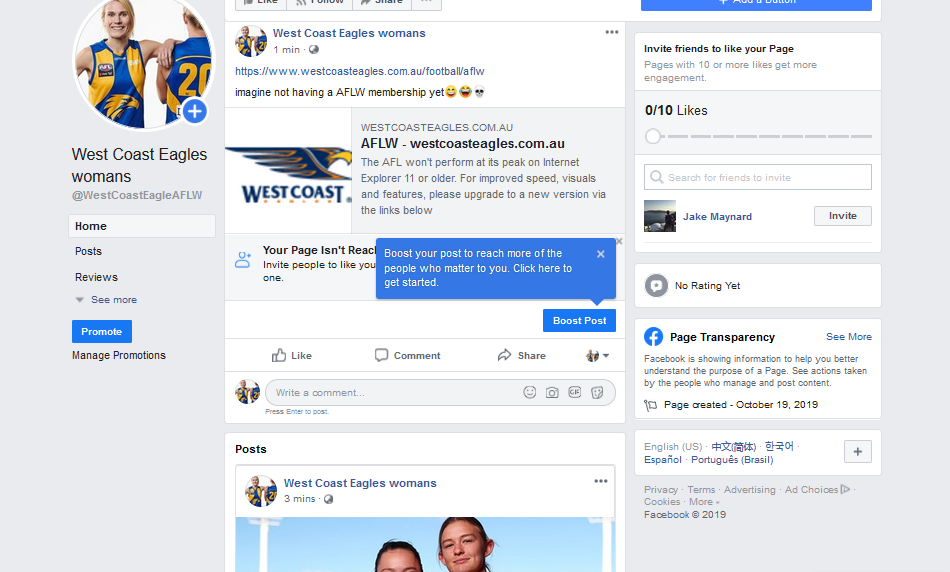 Like
Follow
Share
Add a Button
West Coast Eagles womans
1 min ·
https://www.westcoasteagles.com.au/football/aflw
imagine not having a AFLW membership yet😅😂💀
WEST COAST
WESTCOASTEAGLES.COM.AU
AFLW - westcoasteagles.com.au
The AFL won't perform at its peak on Internet
Explorer 11 or older. For improved speed, visuals
and features, please upgrade to a new version via
the links below
Your Page Isn't Reach
Invite people to like you
one.
Boost your post to reach more of the
people who matter to you. Click here to
get started.
Boost Post
Like
Comment
Share
Write a comment...
GIF
Press Enter to post.
Posts
West Coast Eagles womans
3 mins ·
20
West Coast Eagles
womans
@WestCoastEagleAFLW
Home
Posts
Reviews
See more
Promote
Manage Promotions
Invite friends to like your Page
Pages with 10 or more likes get more
engagement.
0/10 Likes
Search for friends to invite
Jake Maynard
Invite
No Rating Yet
Page Transparency
See More
Facebook is showing information to help you better
understand the purpose of a Page. See actions taken
by the people who manage and post content.
Page created - October 19, 2019
English (US) · 中文(简体) · 한국어 ·
Español · Português (Brasil)
Privacy · Terms · Advertising · Ad Choices ·
Cookies · More
Facebook © 2019